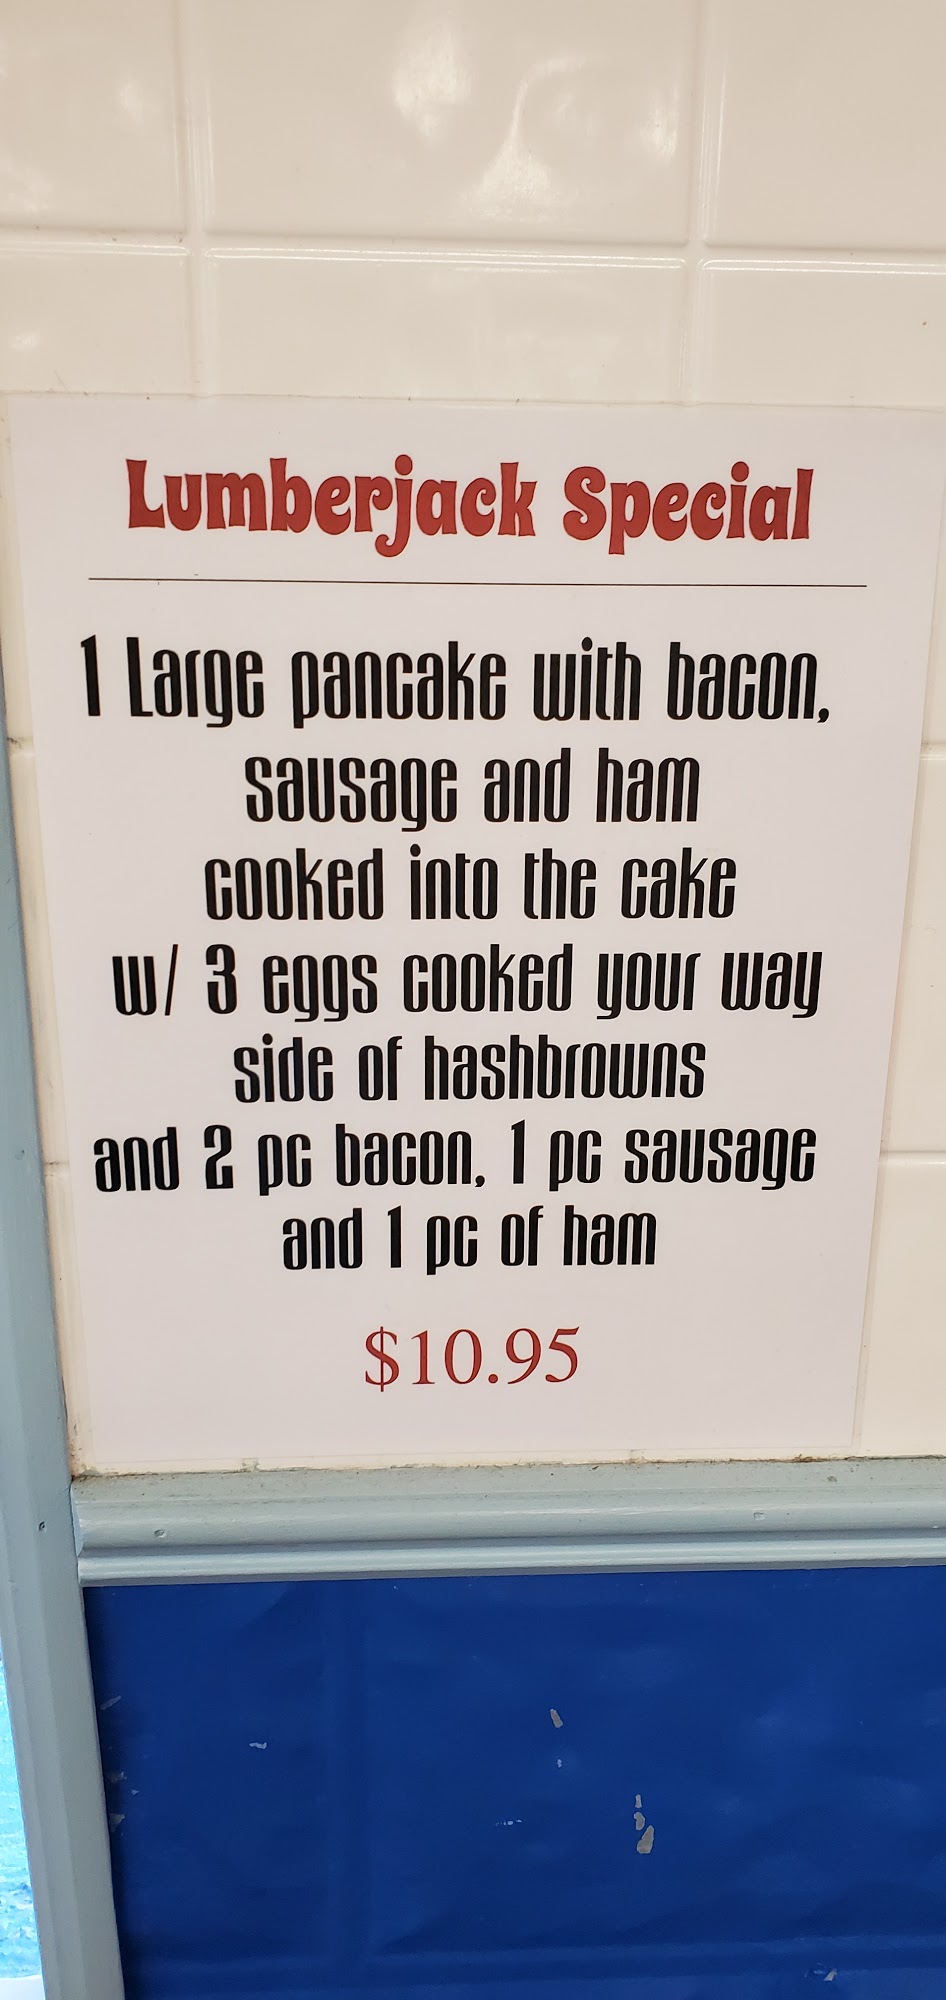 Lumberjack Special
1 Large pancake with bacon,
sausage and ham
cooked into the cake
w/ 3 eggs cooked your way
side of hashbrowns
and 2 pc bacon, 1 pc sausage
and 1 pc of ham
$10.95